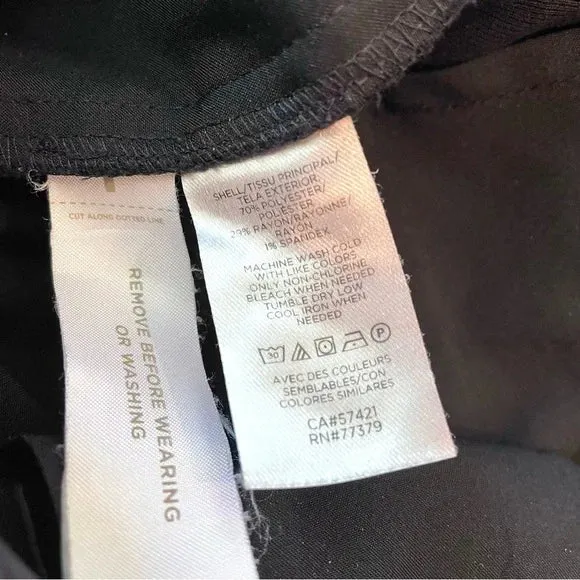 CUT ALONG DOTTED LINE
REMOVE BEFORE WEARING
OR WASHING
SHELL/TISSU PRINCIPAL/
TELA EXTERIOR
70% POLYESTER/
POLIÉSTER
29% RAYON/RAYONNE/
RAYON
1% SPANDEX
MACHINE WASH COLD
WITH LIKE COLORS
ONLY NON-CHLORINE
BLEACH WHEN NEEDED
TUMBLE DRY LOW
COOL IRON WHEN
NEEDED
30 P
AVEC DES COULEURS
SEMBLABLES/CON
COLORES SIMILARES
CA#57421
RN#77379